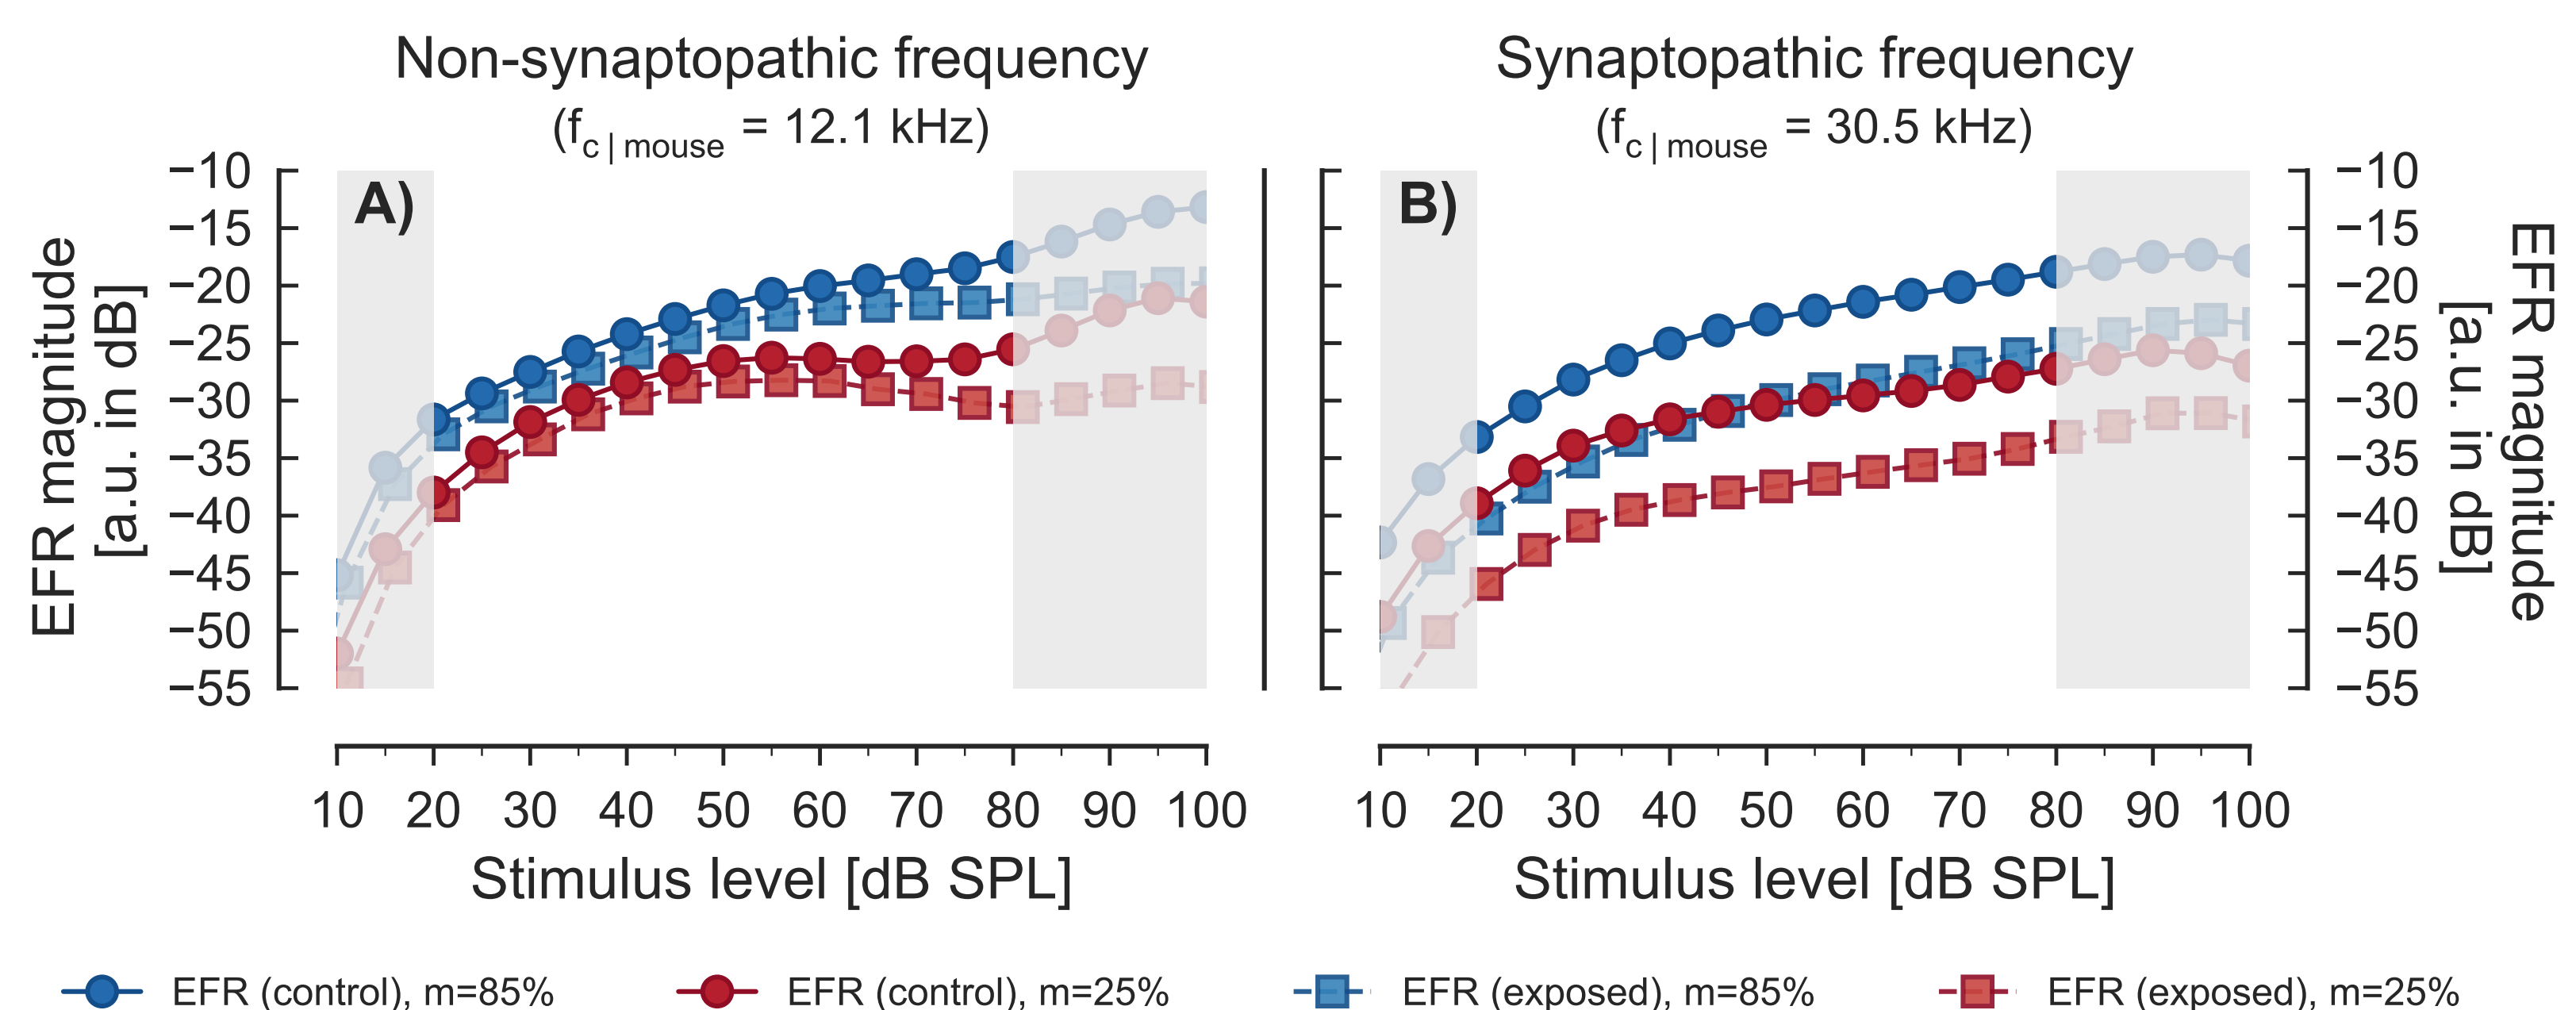 Non-synaptopathic frequency
(fc | mouse = 12.1 kHz)
Synaptopathic frequency
(fc | mouse = 30.5 kHz)
A)
B)
EFR magnitude
[a.u. in dB]
−10
−15
−20
−25
−30
−35
−40
−45
−50
−55
−10
−15
−20
−25
−30
−35
−40
−45
−50
−55
EFR magnitude
[a.u. in dB]
10 20 30 40 50 60 70 80 90 100
10 20 30 40 50 60 70 80 90 100
Stimulus level [dB SPL]
Stimulus level [dB SPL]
EFR (control), m=85%
EFR (control), m=25%
EFR (exposed), m=85%
EFR (exposed), m=25%